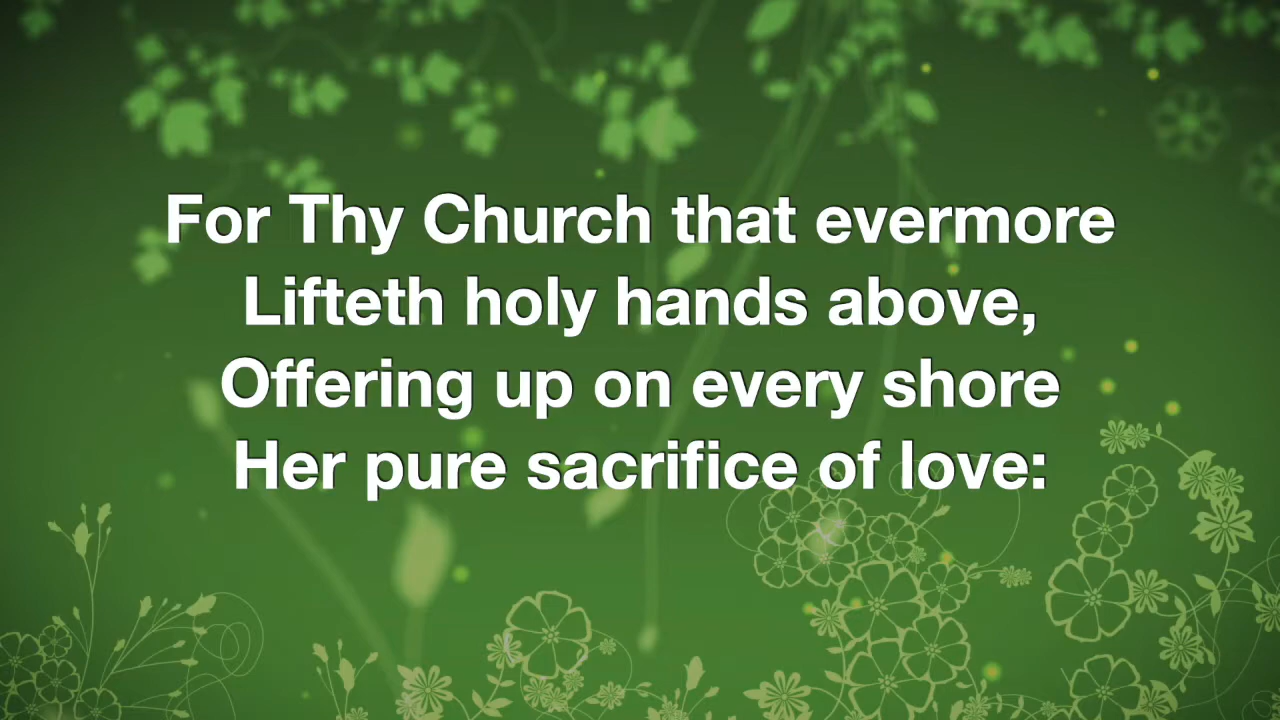 For Thy Church that evermore
Lifteth holy hands above,
Offering up on every shore
Her pure sacrifice of love: